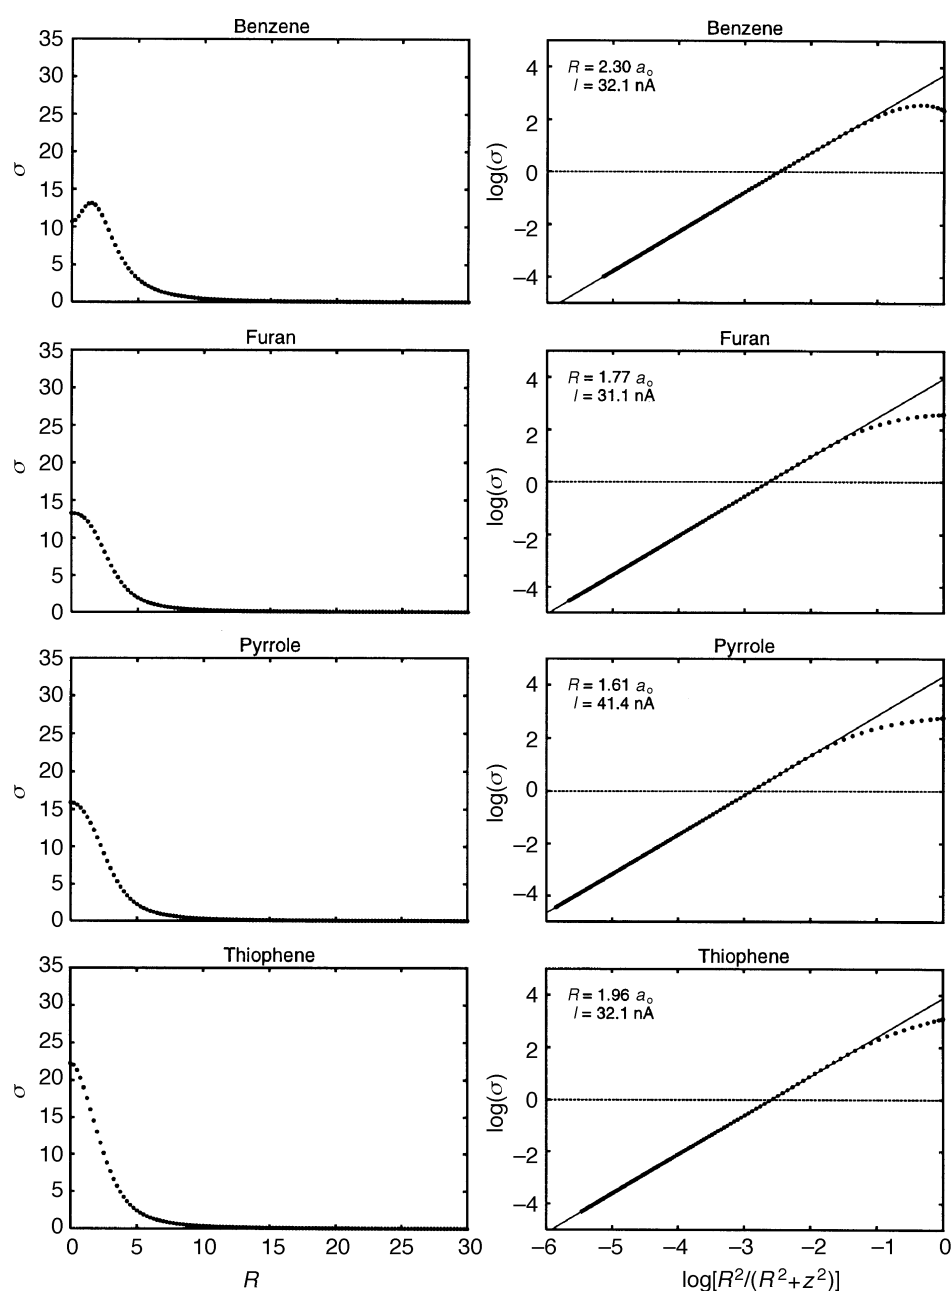 Benzene
35
30
25
20
15
10
5
0
σ
Benzene
R = 2.30 a₀
I = 32.1 nA
4
2
0
−2
−4
log(σ)
Furan
35
30
25
20
15
10
5
0
σ
Furan
R = 1.77 a₀
I = 31.1 nA
4
2
0
−2
−4
log(σ)
Pyrrole
35
30
25
20
15
10
5
0
σ
Pyrrole
R = 1.61 a₀
I = 41.4 nA
4
2
0
−2
−4
log(σ)
Thiophene
35
30
25
20
15
10
5
0
σ
0 5 10 15 20 25 30
R
Thiophene
R = 1.96 a₀
I = 32.1 nA
4
2
0
−2
−4
log(σ)
−6 −5 −4 −3 −2 −1 0
log[R²/(R²+z²)]